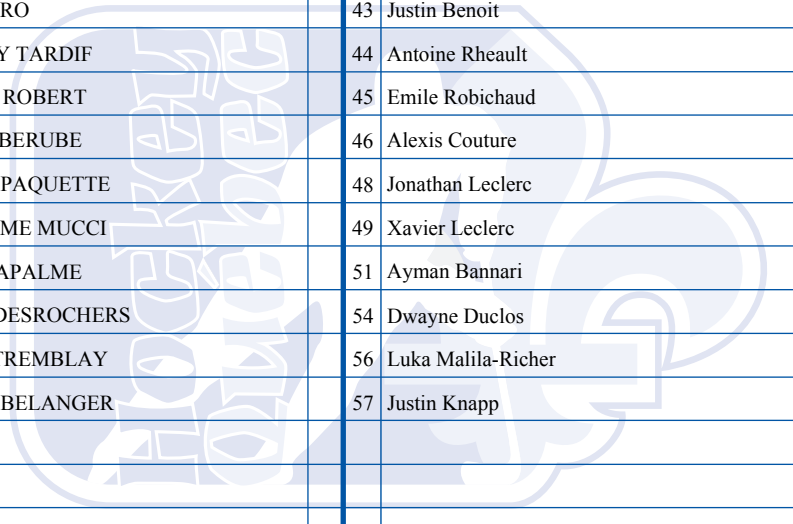 RO 43 Justin Benoit
Y TARDIF 44 Antoine Rheault
ROBERT 45 Emile Robichaud
BERUBE 46 Alexis Couture
PAQUETTE 48 Jonathan Leclerc
ME MUCCI 49 Xavier Leclerc
APALME 51 Ayman Bannari
DESROCHERS 54 Dwayne Duclos
TREMBLAY 56 Luka Malila-Richer
BELANGER 57 Justin Knapp
Hockey
Québec